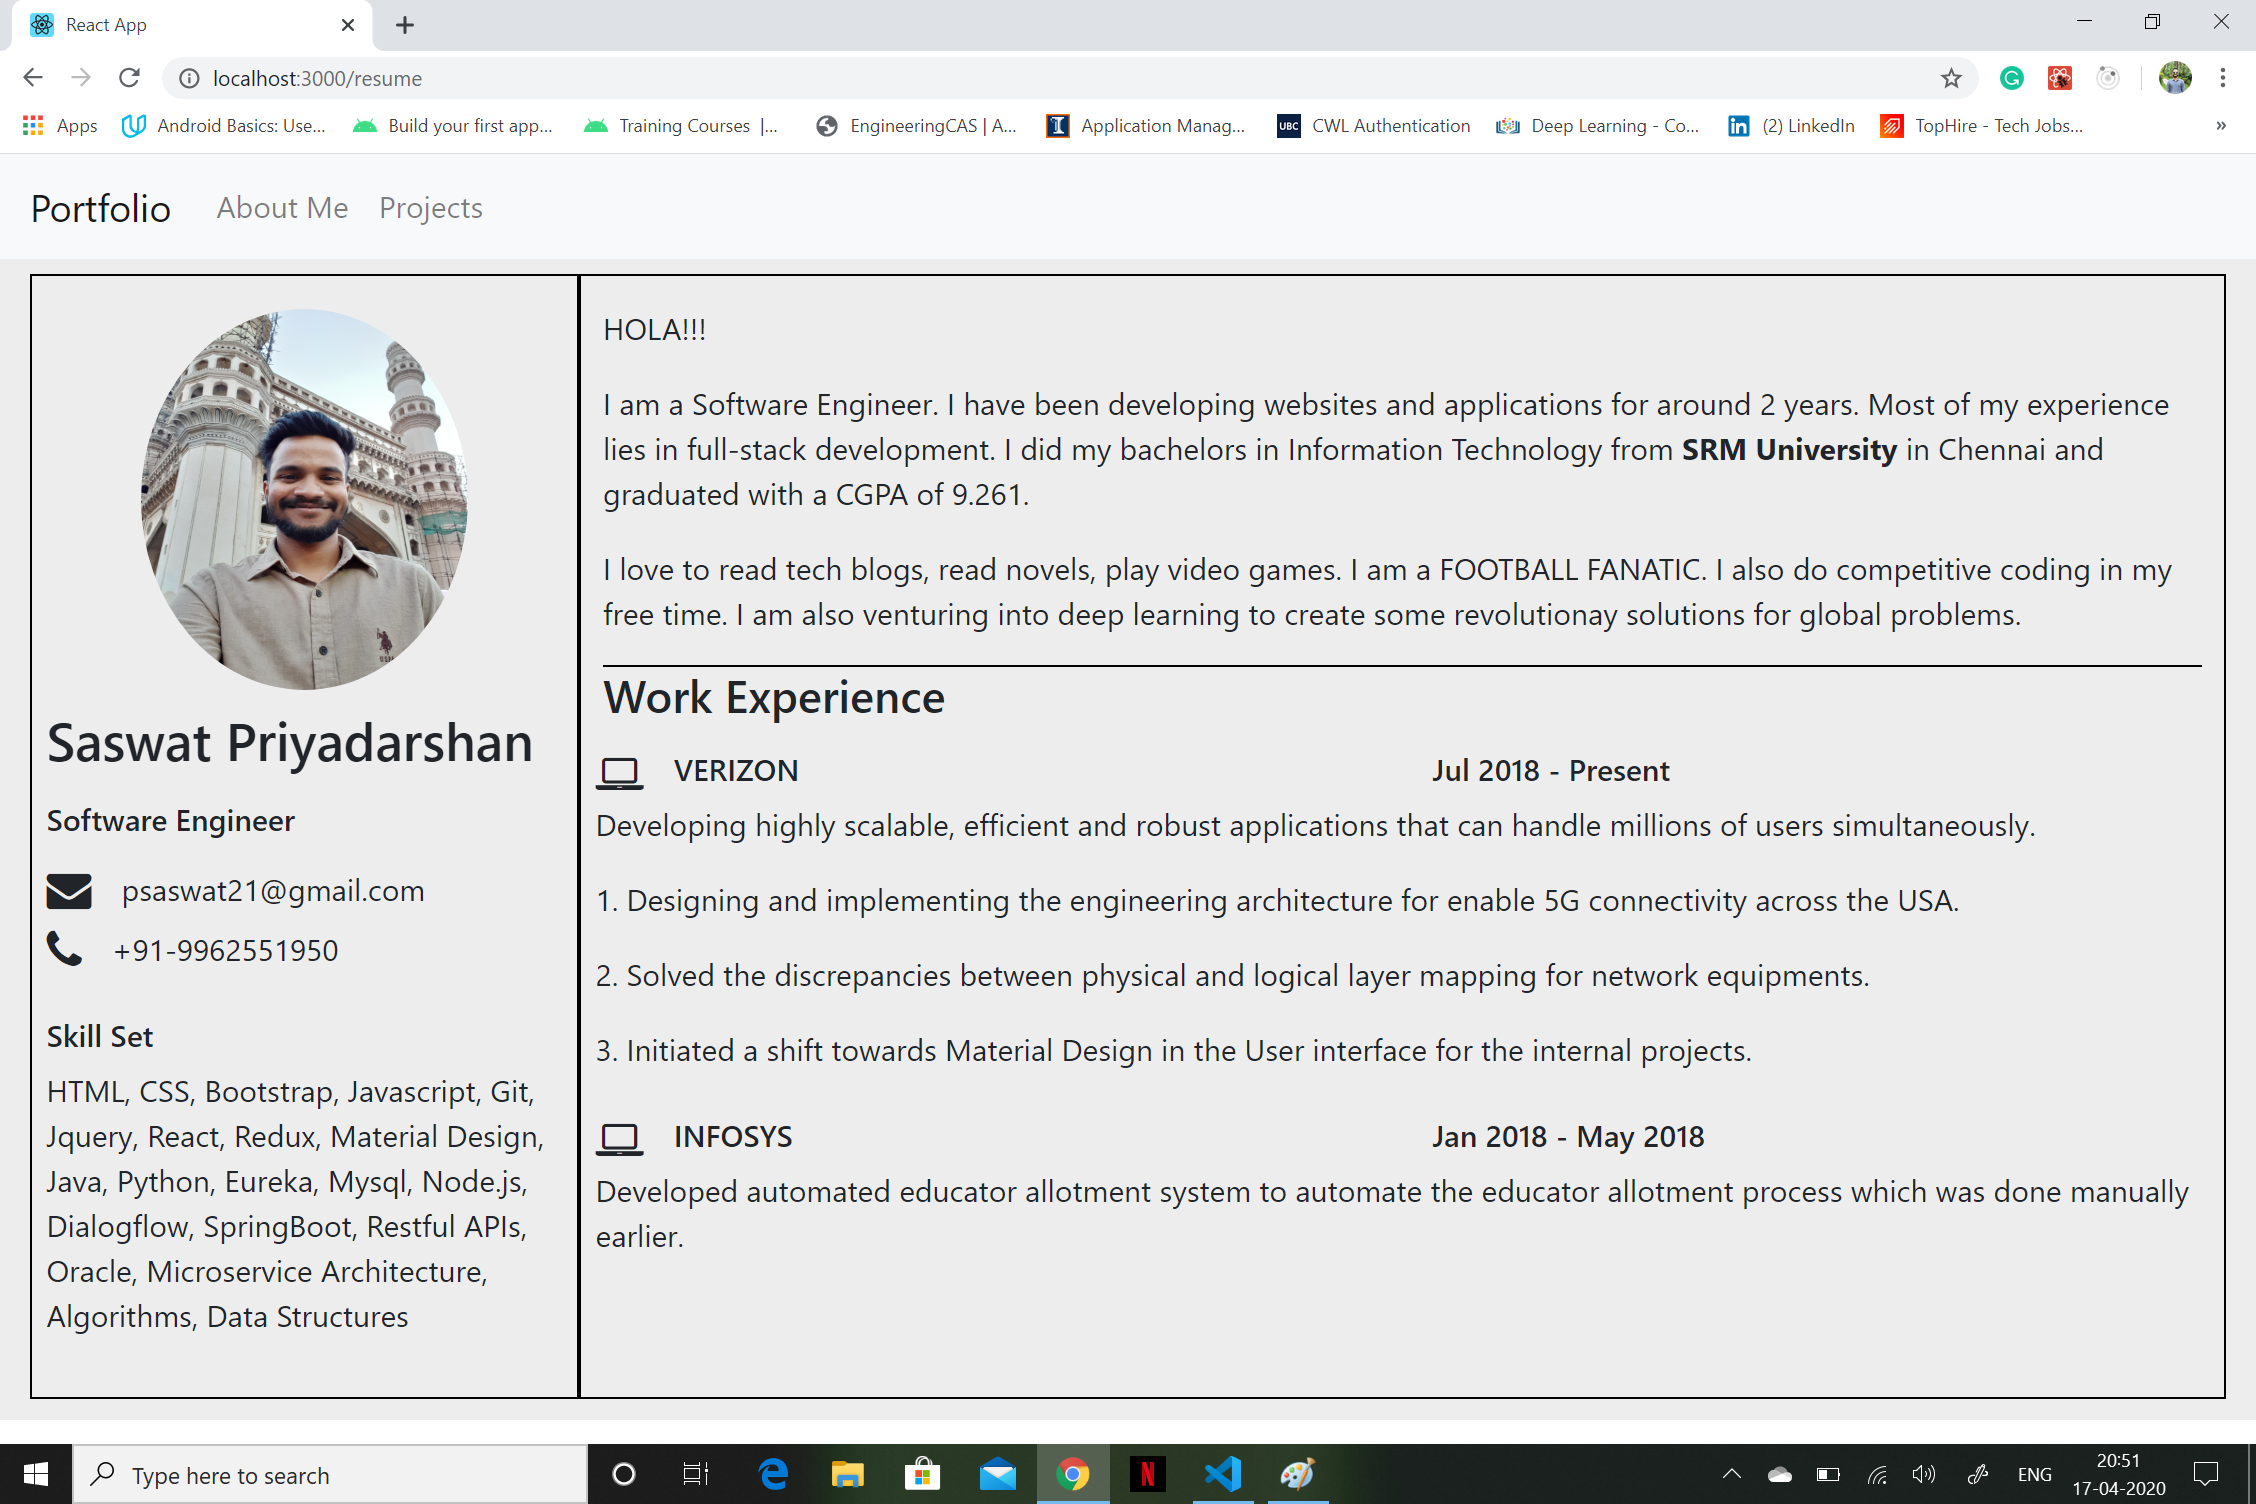 React App
localhost:3000/resume
Apps
Android Basics: Use...
Build your first app...
Training Courses |...
EngineeringCAS | A...
Application Manag...
UBC
CWL Authentication
Deep Learning - Co...
(2) LinkedIn
TopHire - Tech Jobs...
Portfolio
About Me
Projects
Saswat Priyadarshan
Software Engineer
psaswat21@gmail.com
+91-9962551950
Skill Set
HTML, CSS, Bootstrap, Javascript, Git,
Jquery, React, Redux, Material Design,
Java, Python, Eureka, Mysql, Node.js,
Dialogflow, SpringBoot, Restful APIs,
Oracle, Microservice Architecture,
Algorithms, Data Structures
HOLA!!!
I am a Software Engineer. I have been developing websites and applications for around 2 years. Most of my experience
lies in full-stack development. I did my bachelors in Information Technology from SRM University in Chennai and
graduated with a CGPA of 9.261.
I love to read tech blogs, read novels, play video games. I am a FOOTBALL FANATIC. I also do competitive coding in my
free time. I am also venturing into deep learning to create some revolutionay solutions for global problems.
Work Experience
VERIZON Jul 2018 - Present
Developing highly scalable, efficient and robust applications that can handle millions of users simultaneously.
1. Designing and implementing the engineering architecture for enable 5G connectivity across the USA.
2. Solved the discrepancies between physical and logical layer mapping for network equipments.
3. Initiated a shift towards Material Design in the User interface for the internal projects.
INFOSYS Jan 2018 - May 2018
Developed automated educator allotment system to automate the educator allotment process which was done manually
earlier.
Type here to search
ENG
20:51
17-04-2020